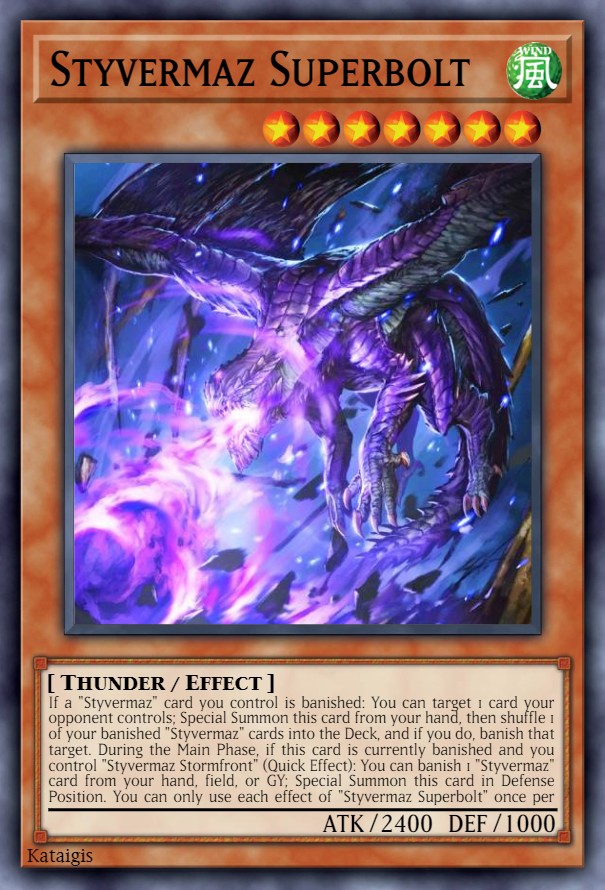 Styvermaz Superbolt
WIND
風
[ Thunder / Effect ]
If a "Styvermaz" card you control is banished: You can target 1 card your
opponent controls; Special Summon this card from your hand, then shuffle 1
of your banished "Styvermaz" cards into the Deck, and if you do, banish that
target. During the Main Phase, if this card is currently banished and you
control "Styvermaz Stormfront" (Quick Effect): You can banish 1 "Styvermaz"
card from your hand, field, or GY; Special Summon this card in Defense
Position. You can only use each effect of "Styvermaz Superbolt" once per
ATK/2400 DEF/1000
Kataigis